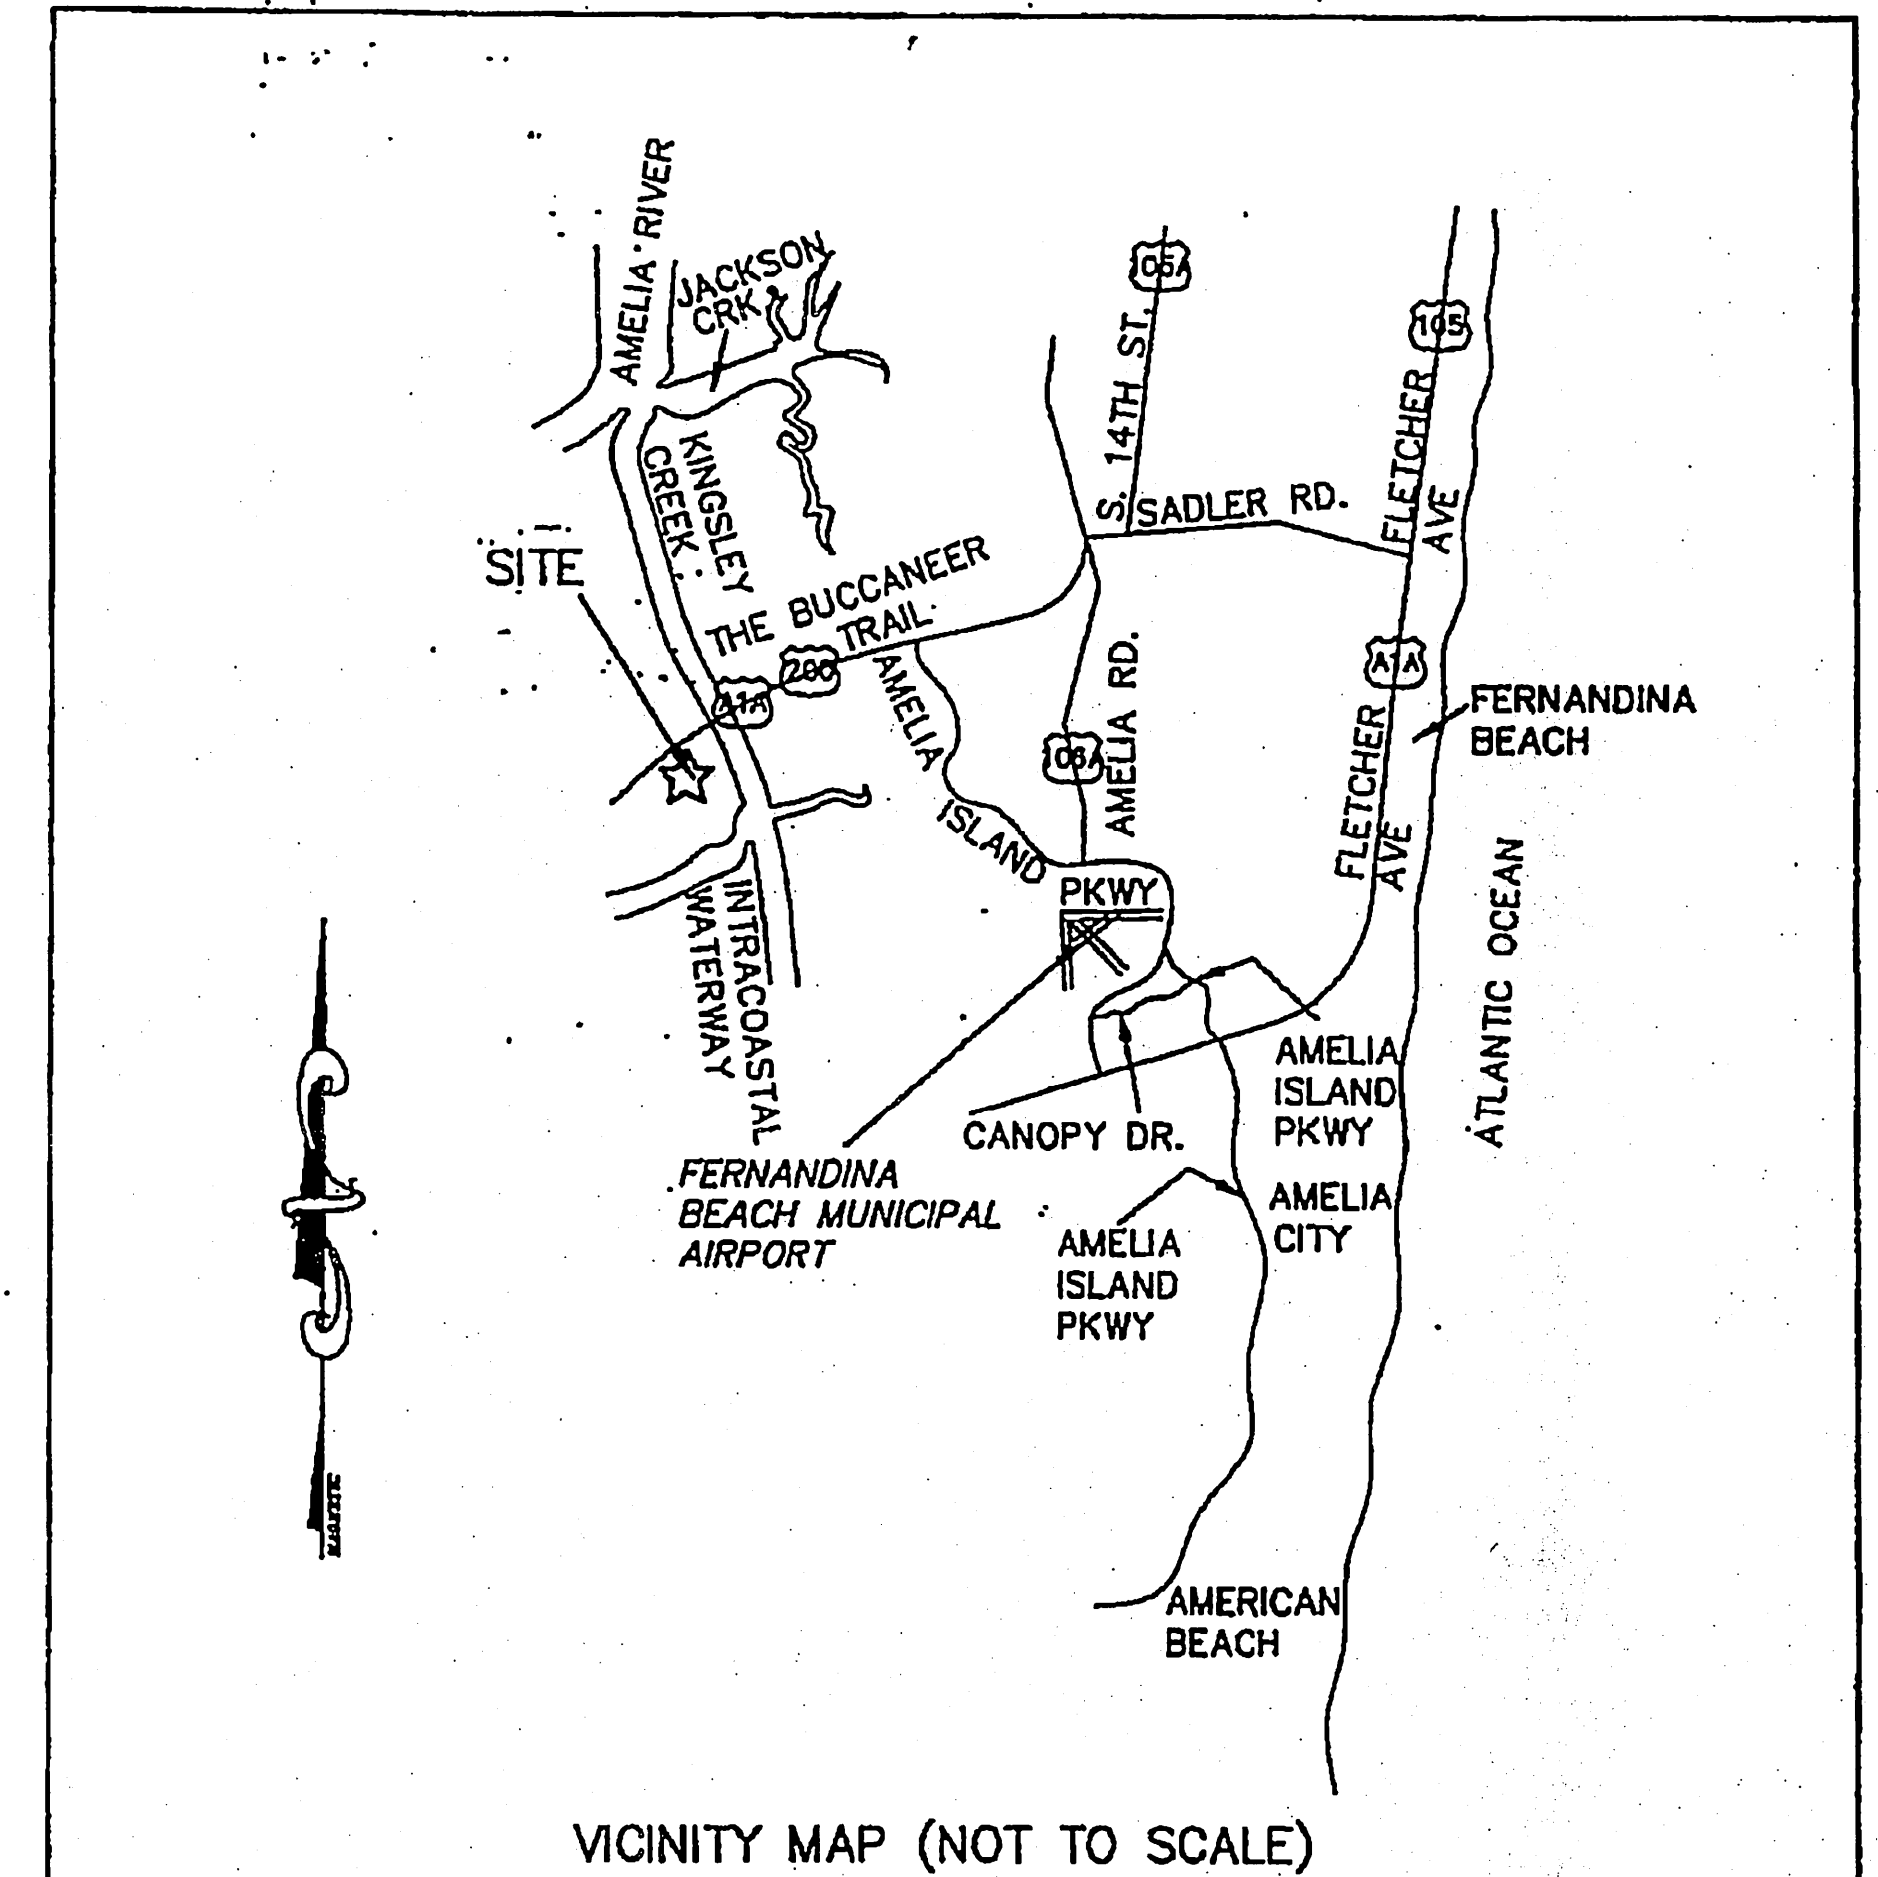 AMELIA RIVER
JACKSON
CRK
105A
105
S. 14TH ST.
FLETCHER
AVE
SADLER RD.
KINGSLEY
CREEK
SITE
THE BUCCANEER
TRAIL
200
A1A
A1A
AMELIA
ISLAND
PKWY
AMELIA RD.
105A
FERNANDINA
BEACH
FLETCHER
AVE
ATLANTIC OCEAN
INTRACOASTAL
WATERWAY
AMELIA
ISLAND
PKWY
CANOPY DR.
FERNANDINA
BEACH MUNICIPAL
AIRPORT
AMELIA
CITY
AMELIA
ISLAND
PKWY
AMERICAN
BEACH
VICINITY MAP (NOT TO SCALE)